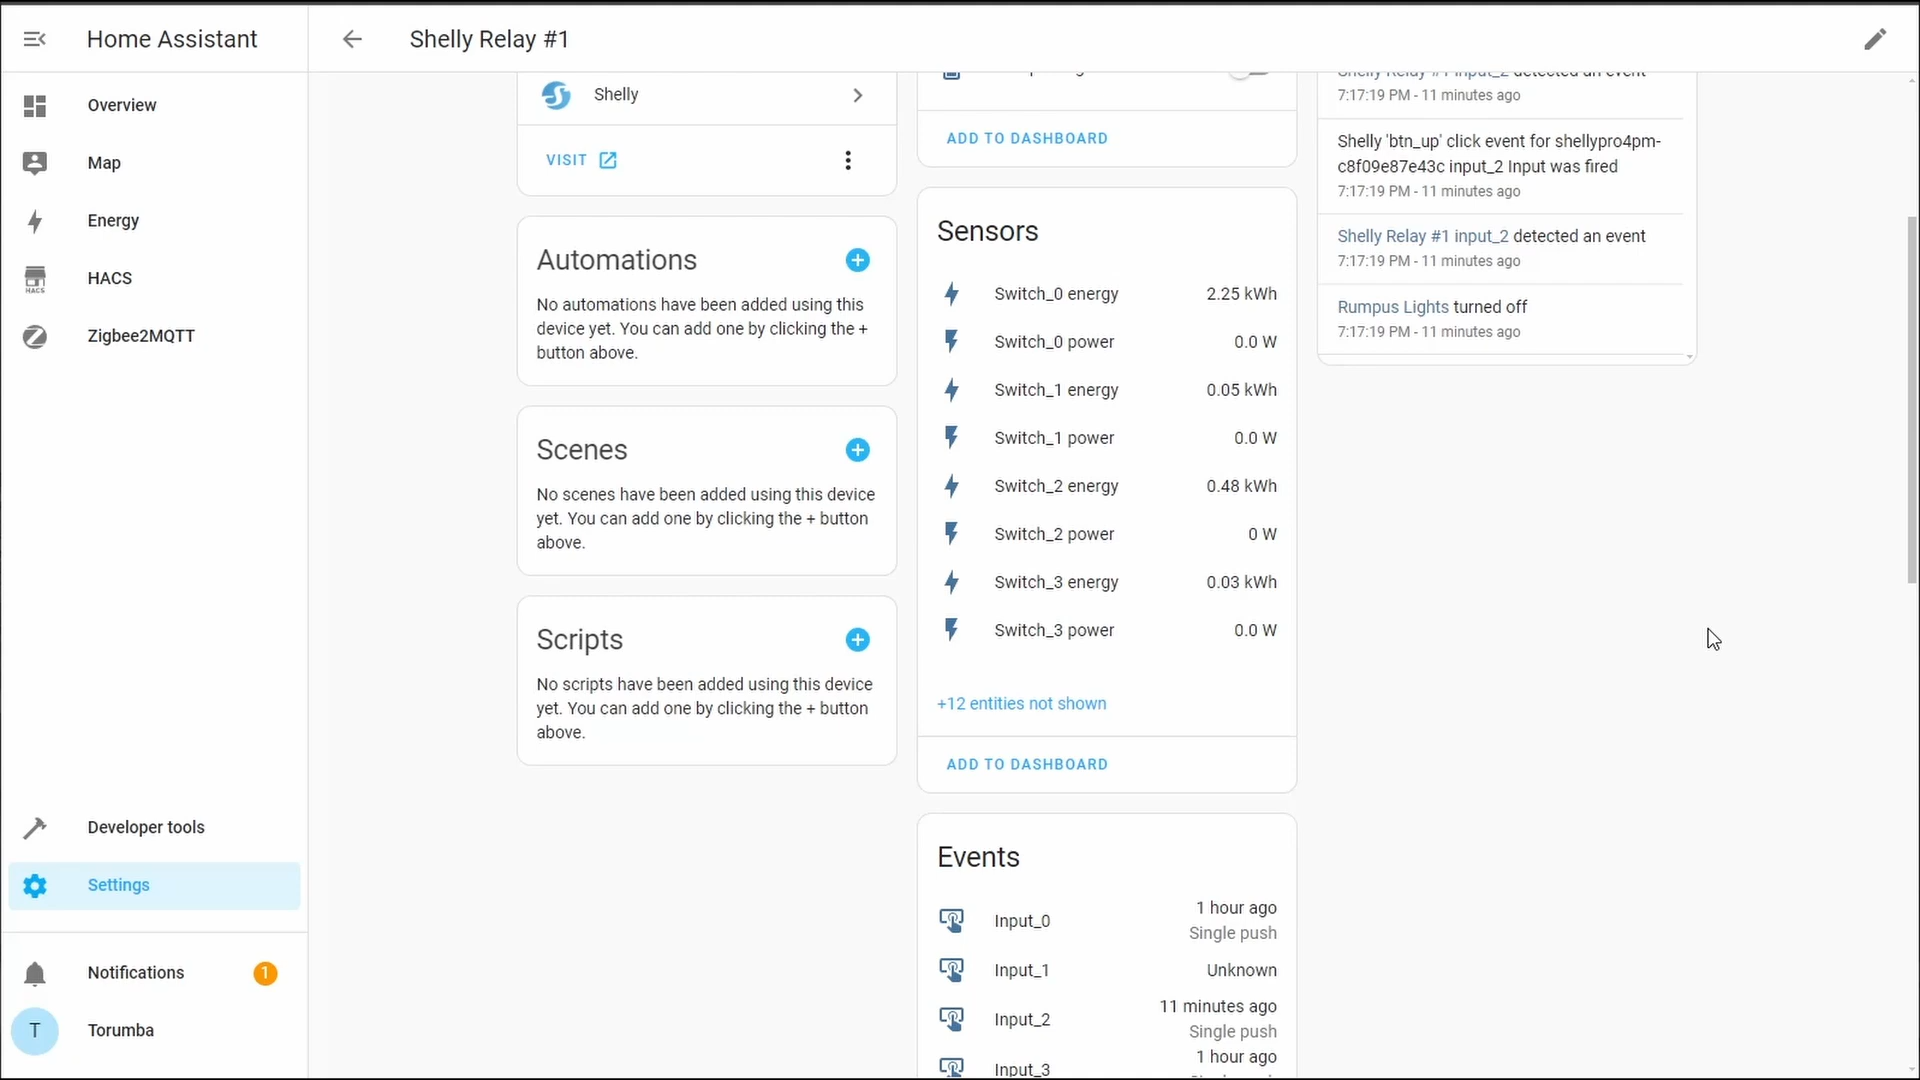 Home Assistant
Shelly Relay #1
Overview
Map
Energy
HACS
HACS
Zigbee2MQTT
Developer tools
Settings
Notifications
1
T
Torumba
Shelly
VISIT
Automations
No automations have been added using this
device yet. You can add one by clicking the +
button above.
Scenes
No scenes have been added using this device
yet. You can add one by clicking the + button
above.
Scripts
No scripts have been added using this device
yet. You can add one by clicking the + button
above.
ADD TO DASHBOARD
Sensors
Switch_0 energy 2.25 kWh
Switch_0 power 0.0 W
Switch_1 energy 0.05 kWh
Switch_1 power 0.0 W
Switch_2 energy 0.48 kWh
Switch_2 power 0 W
Switch_3 energy 0.03 kWh
Switch_3 power 0.0 W
+12 entities not shown
ADD TO DASHBOARD
Events
Input_0 1 hour ago
Single push
Input_1 Unknown
Input_2 11 minutes ago
Single push
Input_3 1 hour ago
Shelly Relay #1 input_2 detected an event
7:17:19 PM - 11 minutes ago
Shelly 'btn_up' click event for shellypro4pm-
c8f09e87e43c input_2 Input was fired
7:17:19 PM - 11 minutes ago
Shelly Relay #1 input_2 detected an event
7:17:19 PM - 11 minutes ago
Rumpus Lights turned off
7:17:19 PM - 11 minutes ago